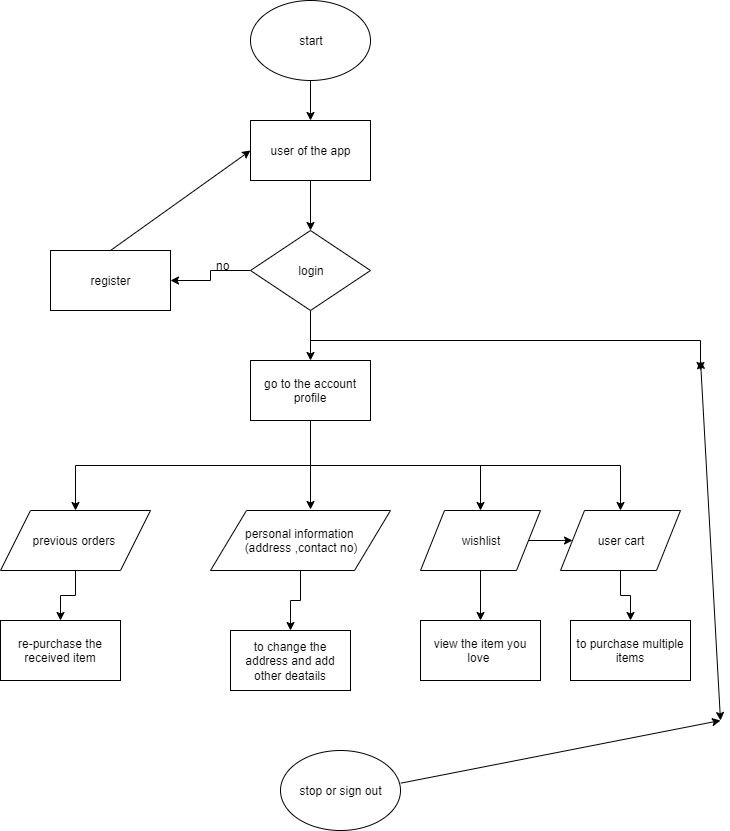 start
user of the app
no
login
register
go to the account
profile
previous orders
personal information
(address ,contact no)
wishlist
user cart
re-purchase the
received item
to change the
address and add
other deatails
view the item you
love
to purchase multiple
items
stop or sign out